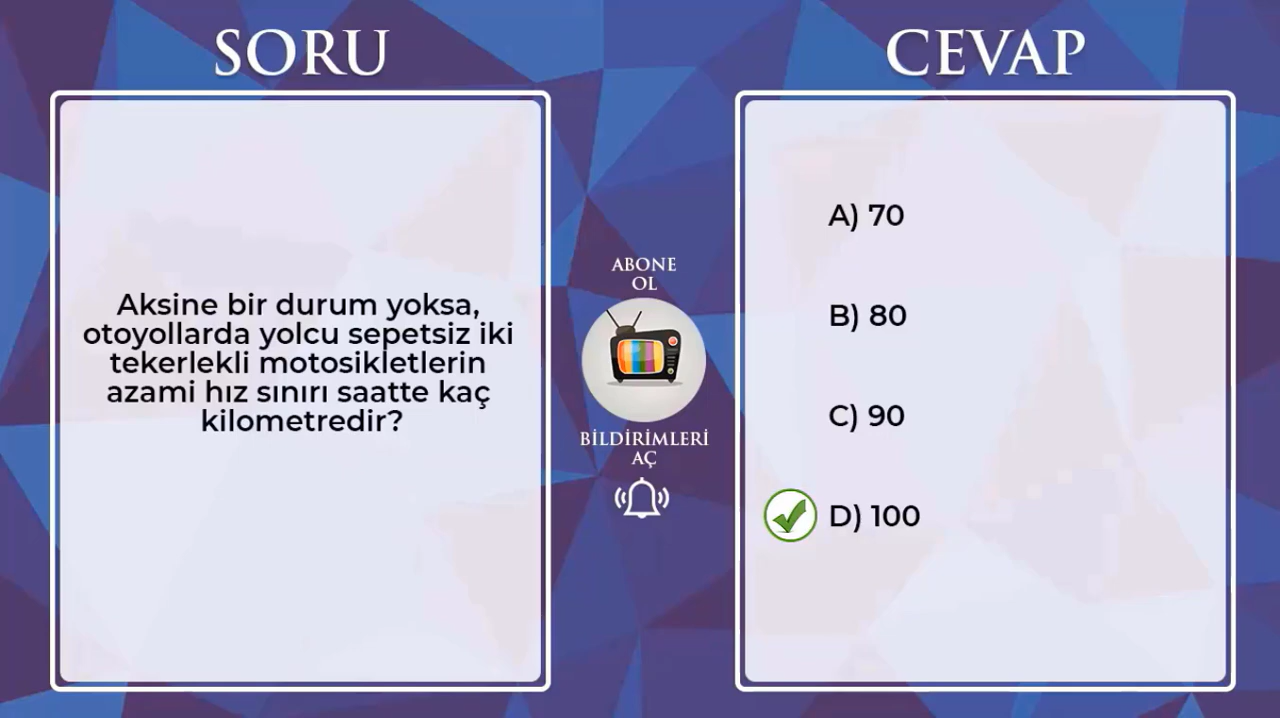 SORU
Aksine bir durum yoksa,
otoyollarda yolcu sepetsiz iki
tekerlekli motosikletlerin
azami hız sınırı saatte kaç
kilometredir?
ABONE
OL
BİLDİRİMLERİ
AÇ
CEVAP
A) 70
B) 80
C) 90
D) 100